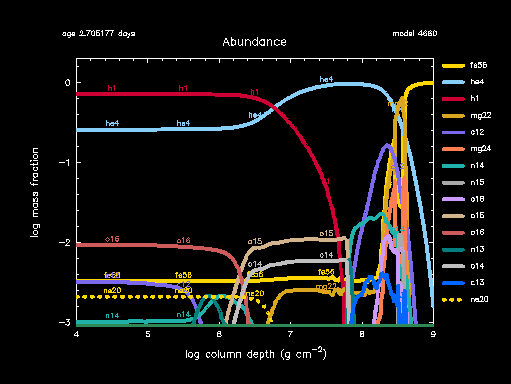 age 2.705177 days
model 4660
Abundance
he4
h1 h1 h1
he4 he4 he4
o16 o16
o15 o15
o14 o14
fe56 fe56 fe56 fe56
ne20 ne20 ne20
mg22
n14 n14
0
−1
−2
−3
4 5 6 7 8 9
log mass fraction
log column depth (g cm−2)
fe56
he4
h1
mg22
c12
mg24
n14
n15
o18
o15
o16
n13
o14
c13
ne20